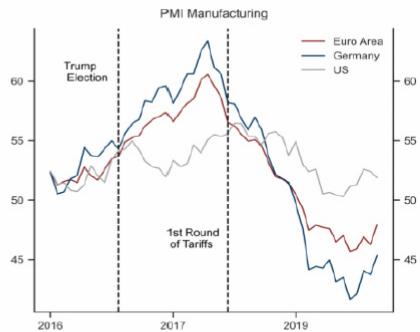 PMI Manufacturing
Trump
Election
Euro Area
Germany
US
1st Round
of Tariffs
60
55
50
45
60
55
50
45
2016
2017
2019